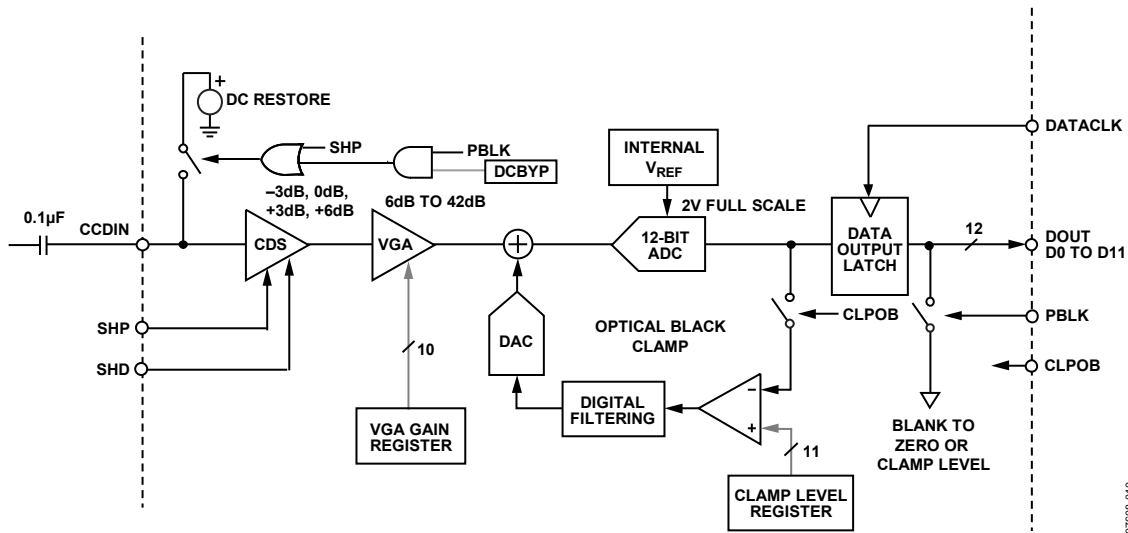 +
DC RESTORE
SHP
PBLK
DCBYP
–3dB, 0dB,
+3dB, +6dB
6dB TO 42dB
INTERNAL
VREF
2V FULL SCALE
DATACLK
0.1µF
CCDIN
CDS
VGA
+
12-BIT
ADC
DATA
OUTPUT
LATCH
12
DOUT
D0 TO D11
SHP
SHD
10
DAC
OPTICAL BLACK
CLAMP
CLPOB
PBLK
CLPOB
VGA GAIN
REGISTER
DIGITAL
FILTERING
–
+
11
CLAMP LEVEL
REGISTER
BLANK TO
ZERO OR
CLAMP LEVEL